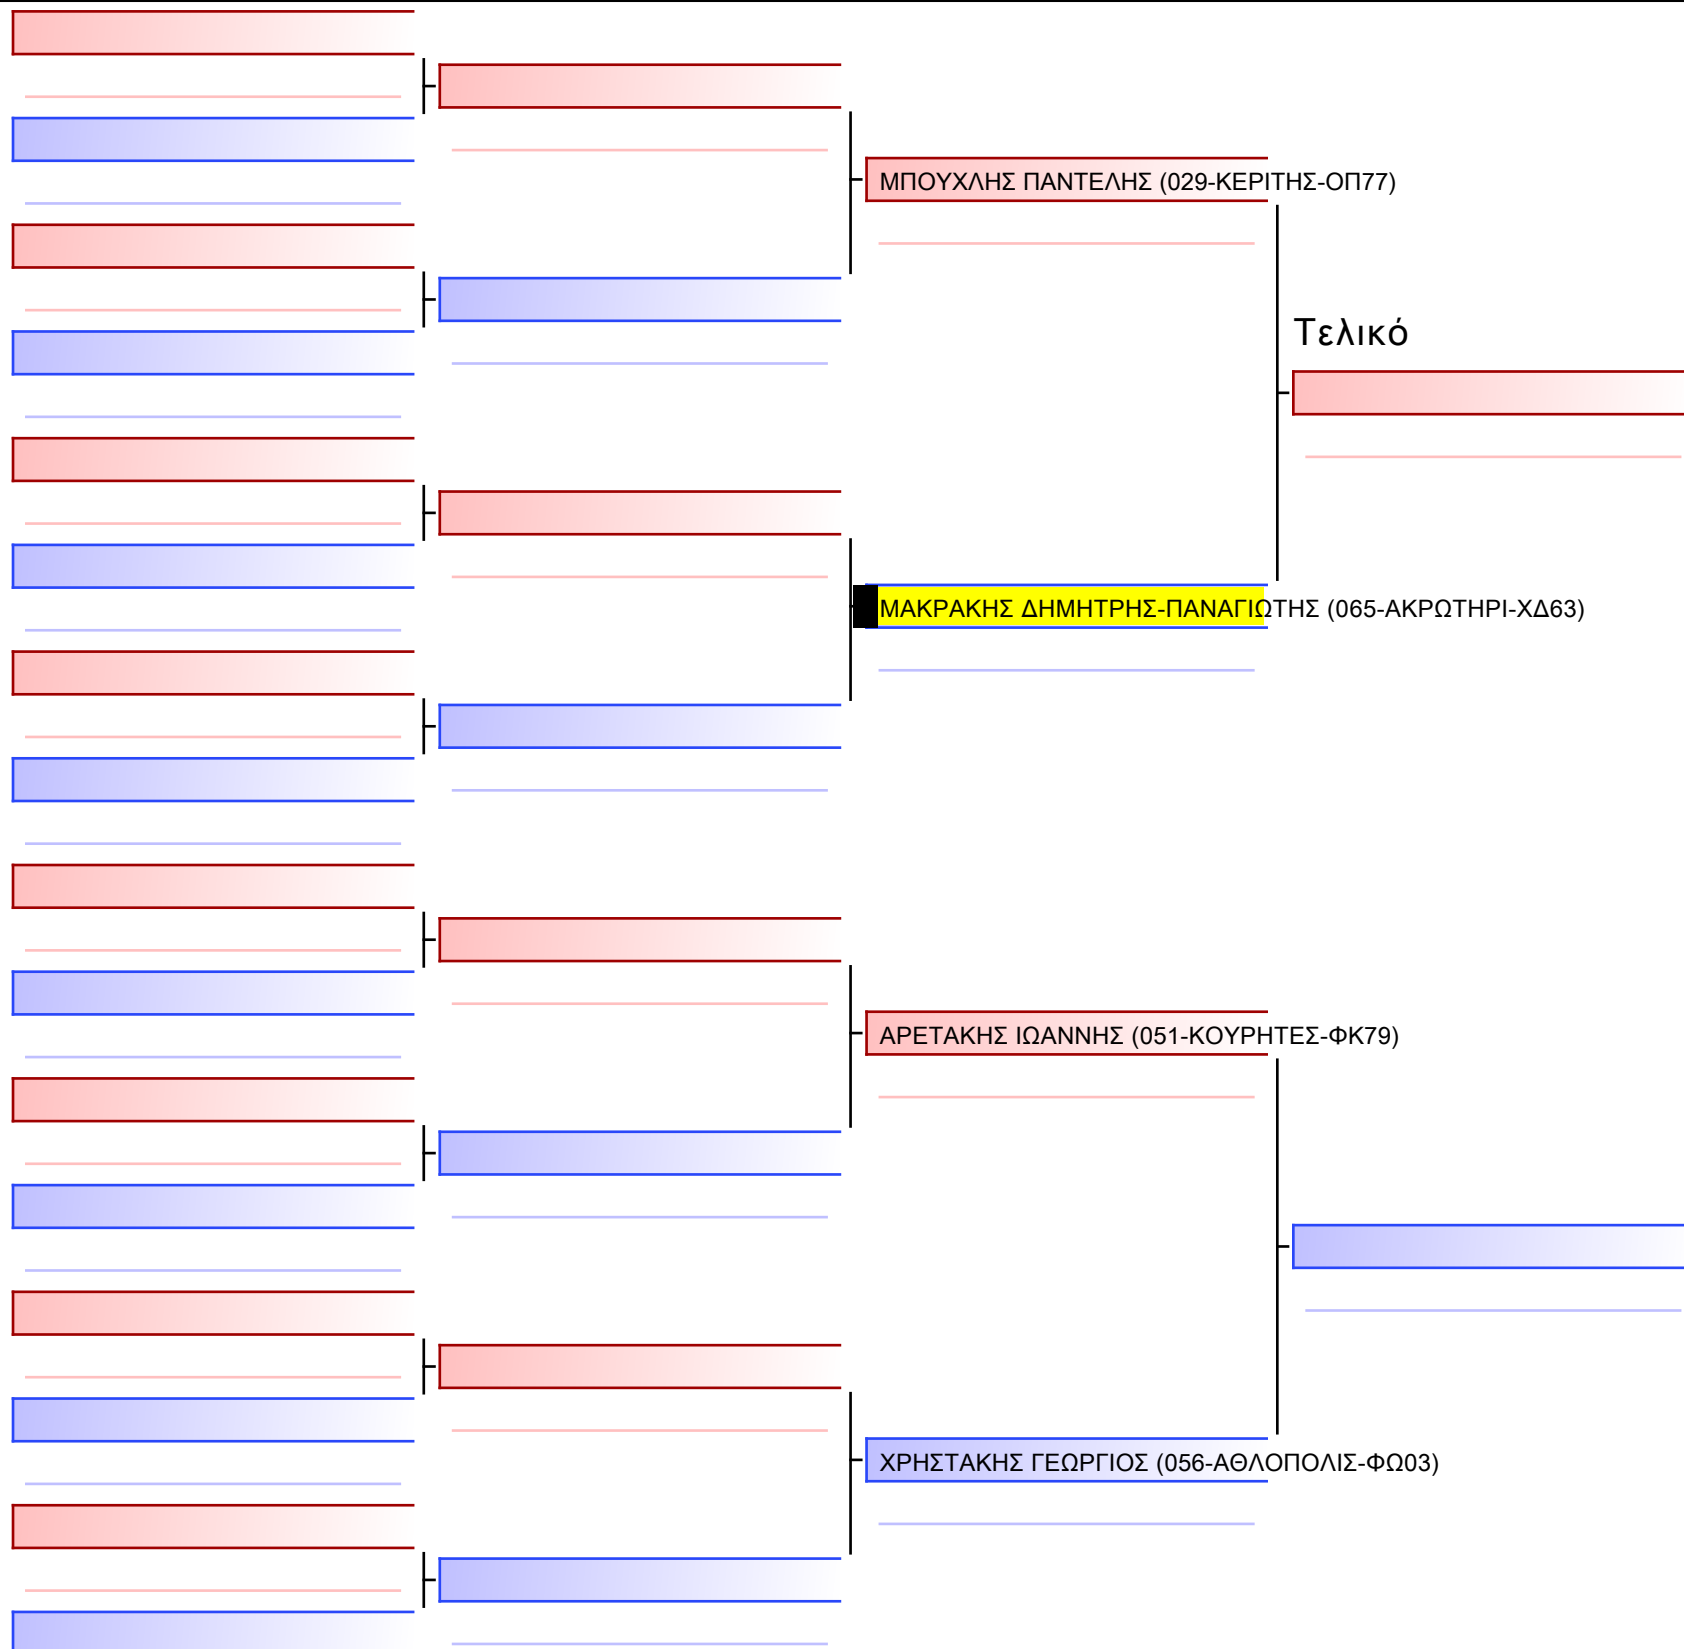 ΜΠΟΥΧΛΗΣ ΠΑΝΤΕΛΗΣ (029-ΚΕΡΙΤΗΣ-ΟΠ77)
Τελικό
ΜΑΚΡΑΚΗΣ ΔΗΜΗΤΡΗΣ-ΠΑΝΑΓΙΩΤΗΣ (065-ΑΚΡΩΤΗΡΙ-ΧΔ63)
ΑΡΕΤΑΚΗΣ ΙΩΑΝΝΗΣ (051-ΚΟΥΡΗΤΕΣ-ΦΚ79)
ΧΡΗΣΤΑΚΗΣ ΓΕΩΡΓΙΟΣ (056-ΑΘΛΟΠΟΛΙΣ-ΦΩ03)